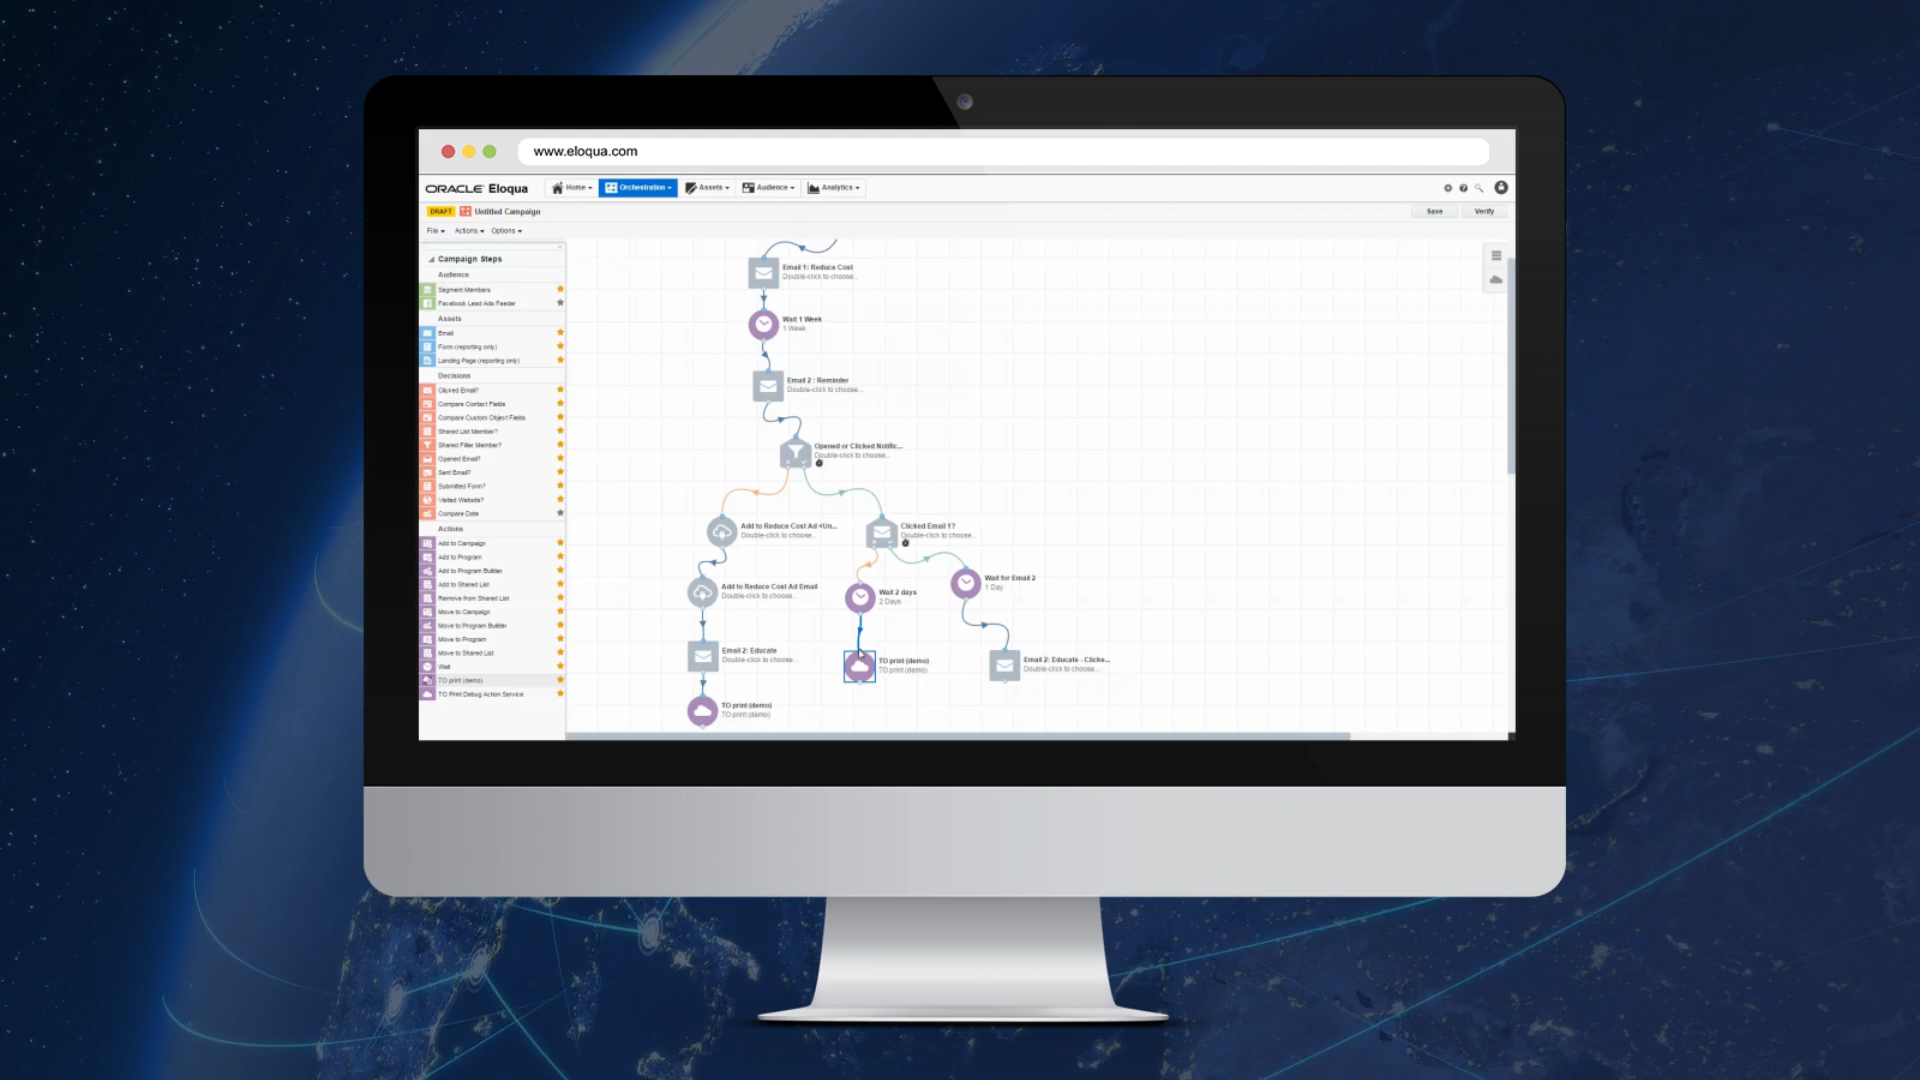 www.eloqua.com
ORACLE Eloqua
Home
Orchestration
Assets
Audience
Analytics
DRAFT
Untitled Campaign
Save
Verify
File
Actions
Options
Campaign Steps
Audience
Segment Members
Facebook Lead Ads Feeder
Assets
Email
Form (reporting only)
Landing Page (reporting only)
Decisions
Clicked Email?
Compare Contact Fields
Compare Custom Object Fields
Shared List Member?
Shared Filter Member?
Opened Email?
Sent Email?
Submitted Form?
Visited Website?
Compare Date
Actions
Add to Campaign
Add to Program
Add to Program Builder
Add to Shared List
Remove from Shared List
Move to Campaign
Move to Program Builder
Move to Program
Move to Shared List
Wait
TO print (demo)
TO Print Debug Action Service
Email 1: Reduce Cost
Double-click to choose...
Wait 1 Week
1 Week
Email 2 : Reminder
Double-click to choose...
Opened or Clicked Notific...
Double-click to choose...
Add to Reduce Cost Ad <Un...
Double-click to choose...
Clicked Email 1?
Double-click to choose...
Add to Reduce Cost Ad Email
Double-click to choose...
Wait 2 days
2 Days
Wait for Email 2
1 Day
Email 2: Educate
Double-click to choose...
TO print (demo)
TO print (demo)
Email 2: Educate - Clicke...
Double-click to choose...
TO print (demo)
TO print (demo)